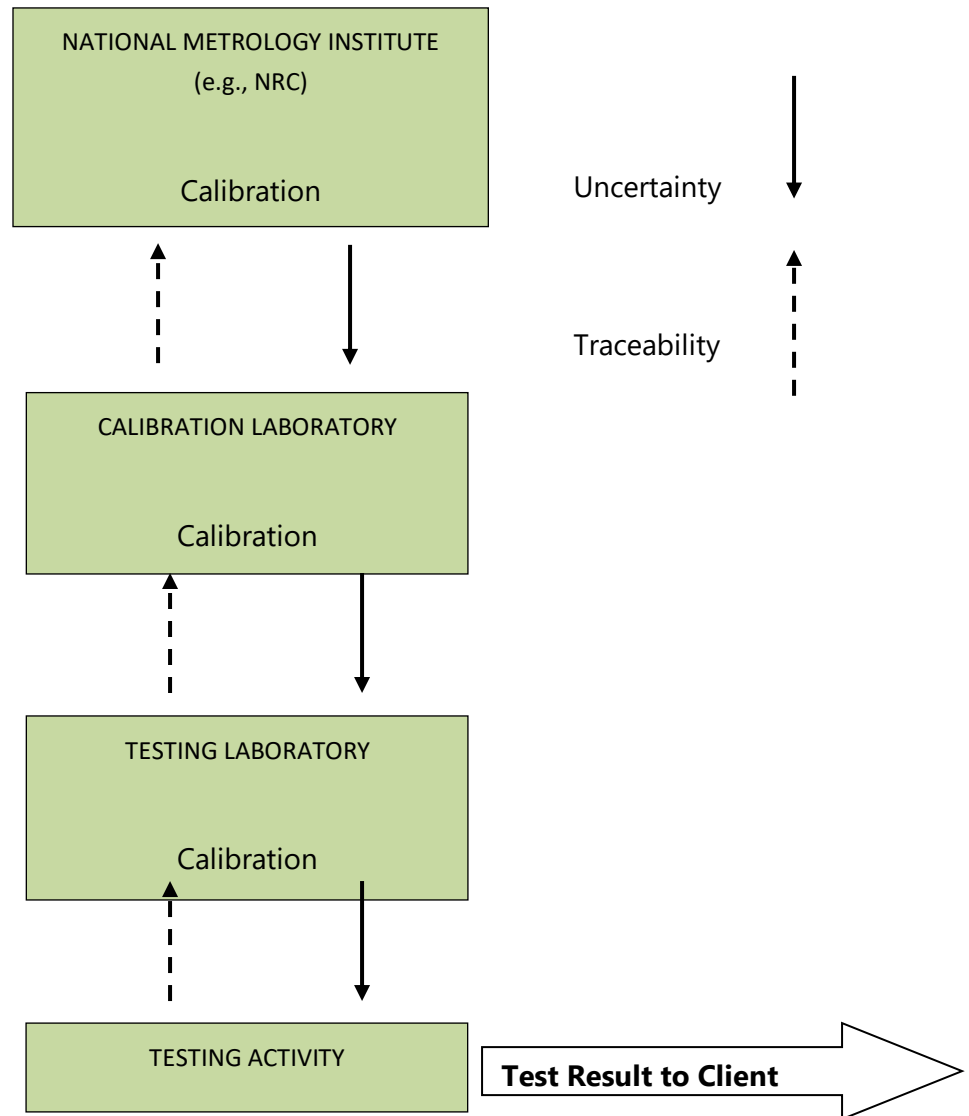 NATIONAL METROLOGY INSTITUTE
(e.g., NRC)
Calibration
Uncertainty
Traceability
CALIBRATION LABORATORY
Calibration
TESTING LABORATORY
Calibration
TESTING ACTIVITY
Test Result to Client